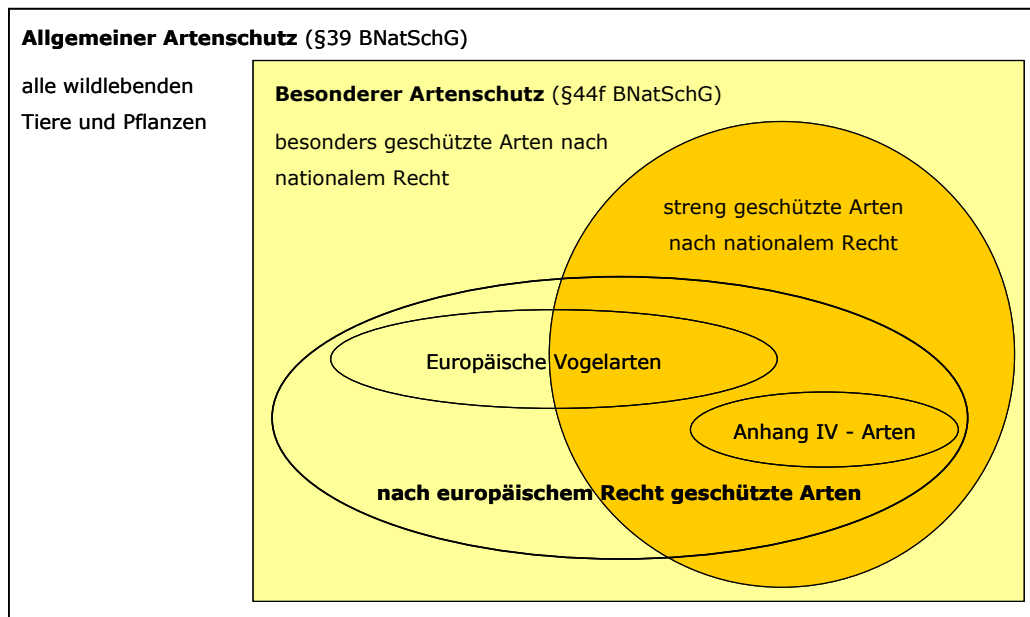 Allgemeiner Artenschutz (§39 BNatSchG)
alle wildlebenden
Tiere und Pflanzen
Besonderer Artenschutz (§44f BNatSchG)
besonders geschützte Arten nach
nationalem Recht
streng geschützte Arten
nach nationalem Recht
Europäische Vogelarten
Anhang IV - Arten
nach europäischem Recht geschützte Arten